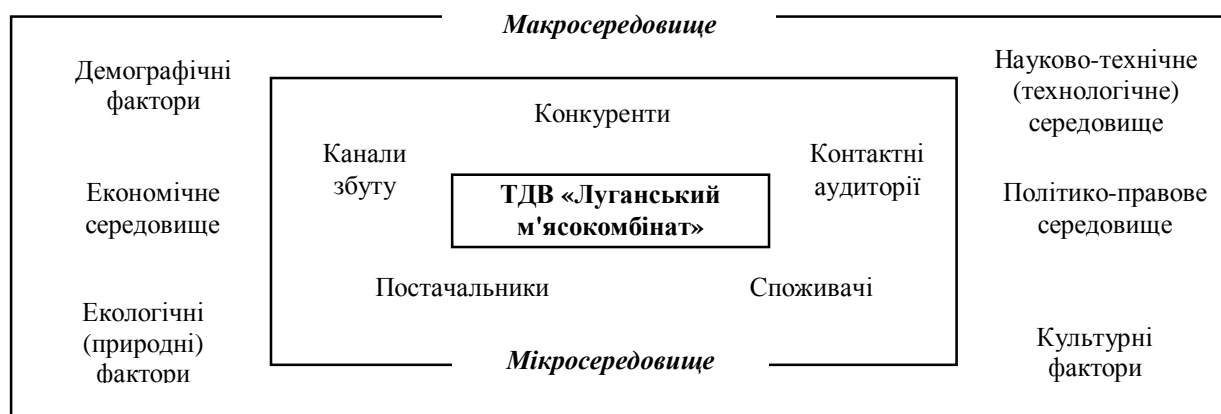 Макросередовище
Демографічні
фактори
Економічне
середовище
Екологічні
(природні)
фактори
Конкуренти
Канали
збуту
Контактні
аудиторії
ТДВ «Луганський
м'ясокомбінат»
Постачальники
Споживачі
Мікросередовище
Науково-технічне
(технологічне)
середовище
Політико-правове
середовище
Культурні
фактори